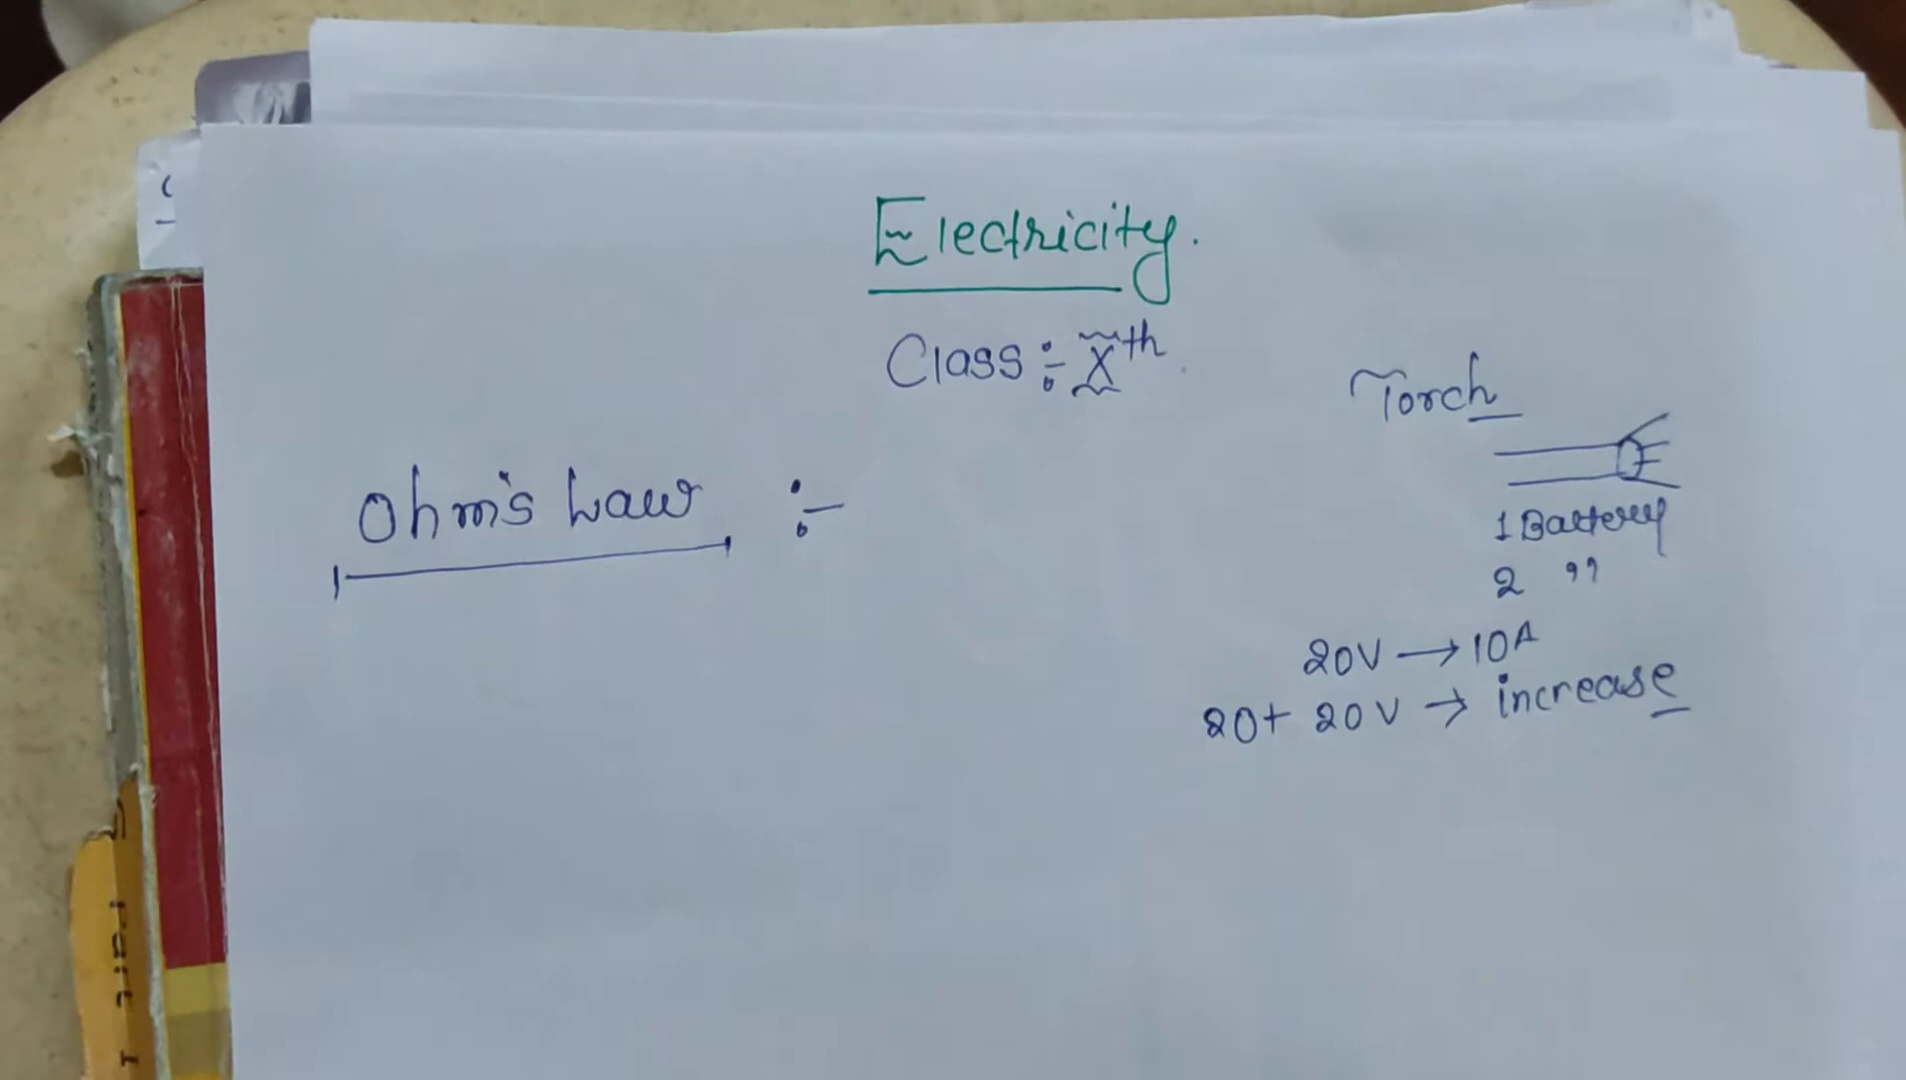 Electricity.
Class :- Xth
Torch
Ohm's Law :-
1 Battery
2 ,,
20V → 10A
20+ 20V → increase